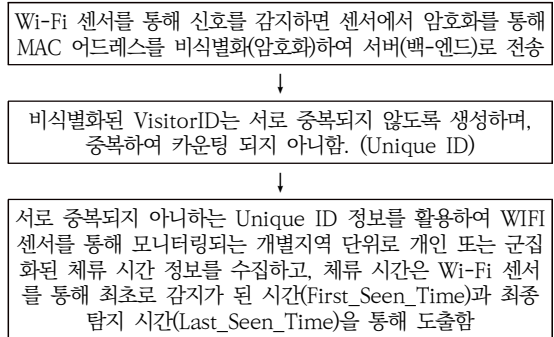 Wi-Fi 센서를 통해 신호를 감지하면 센서에서 암호화를 통해
MAC 어드레스를 비식별화(암호화)하여 서버(백-엔드)로 전송
↓
비식별화된 VisitorID는 서로 중복되지 않도록 생성하며,
중복하여 카운팅 되지 아니함. (Unique ID)
↓
서로 중복되지 아니하는 Unique ID 정보를 활용하여 WIFI
센서를 통해 모니터링되는 개별지역 단위로 개인 또는 군집
화된 체류 시간 정보를 수집하고, 체류 시간은 Wi-Fi 센서
를 통해 최초로 감지가 된 시간(First_Seen_Time)과 최종
탐지 시간(Last_Seen_Time)을 통해 도출함